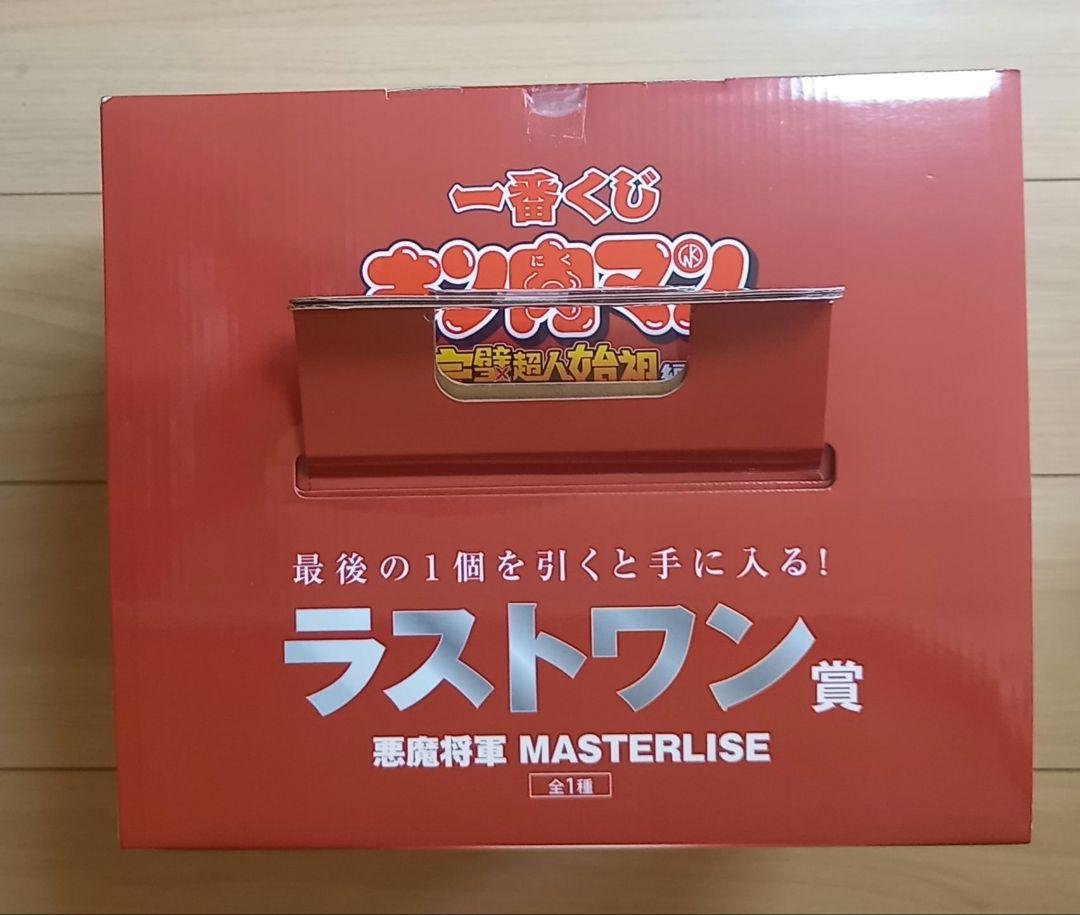 一番くじ
キン肉マン
にく
完璧超人始祖編
最後の1個を引くと手に入る!
ラストワン賞
悪魔将軍 MASTERLISE
全1種